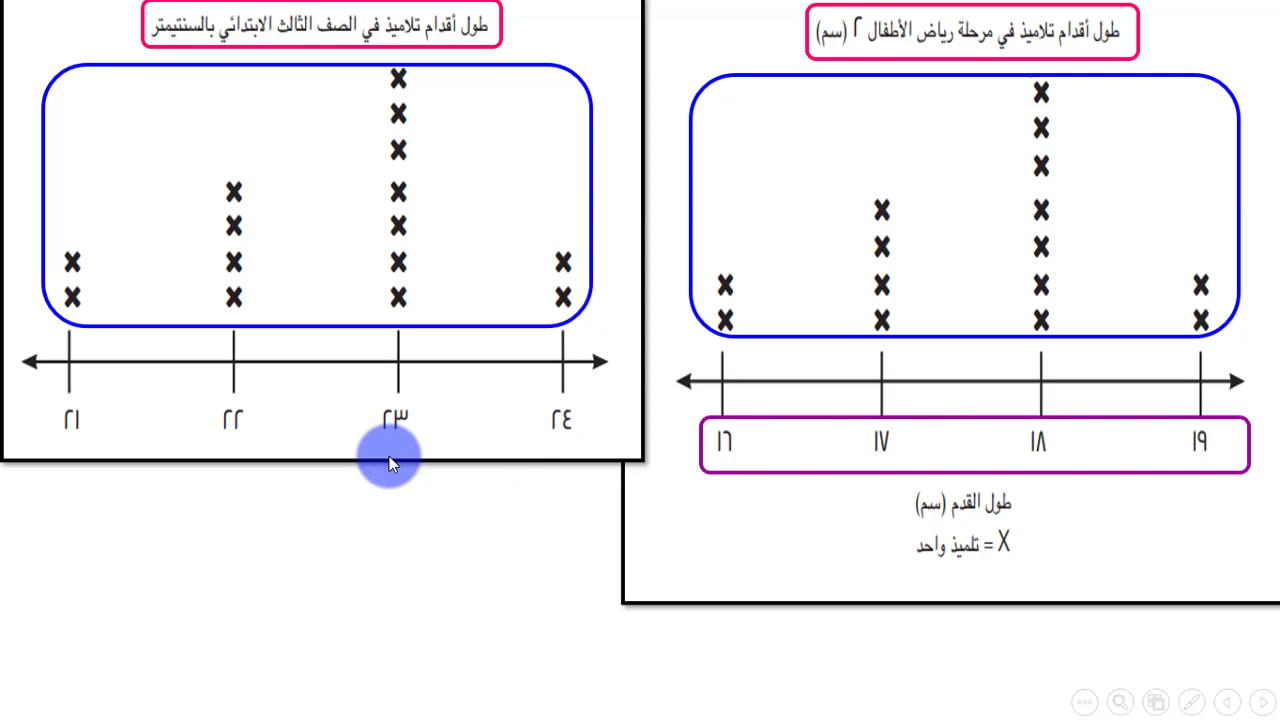 طول أقدام تلاميذ في مرحلة رياض الأطفال ٢ (سم)
١٦ ١٧ ١٨ ١٩
طول القدم (سم)
X = تلميذ واحد
طول أقدام تلاميذ في الصف الثالث الابتدائي بالسنتيمتر
٢١ ٢٢ ٢٣ ٢٤